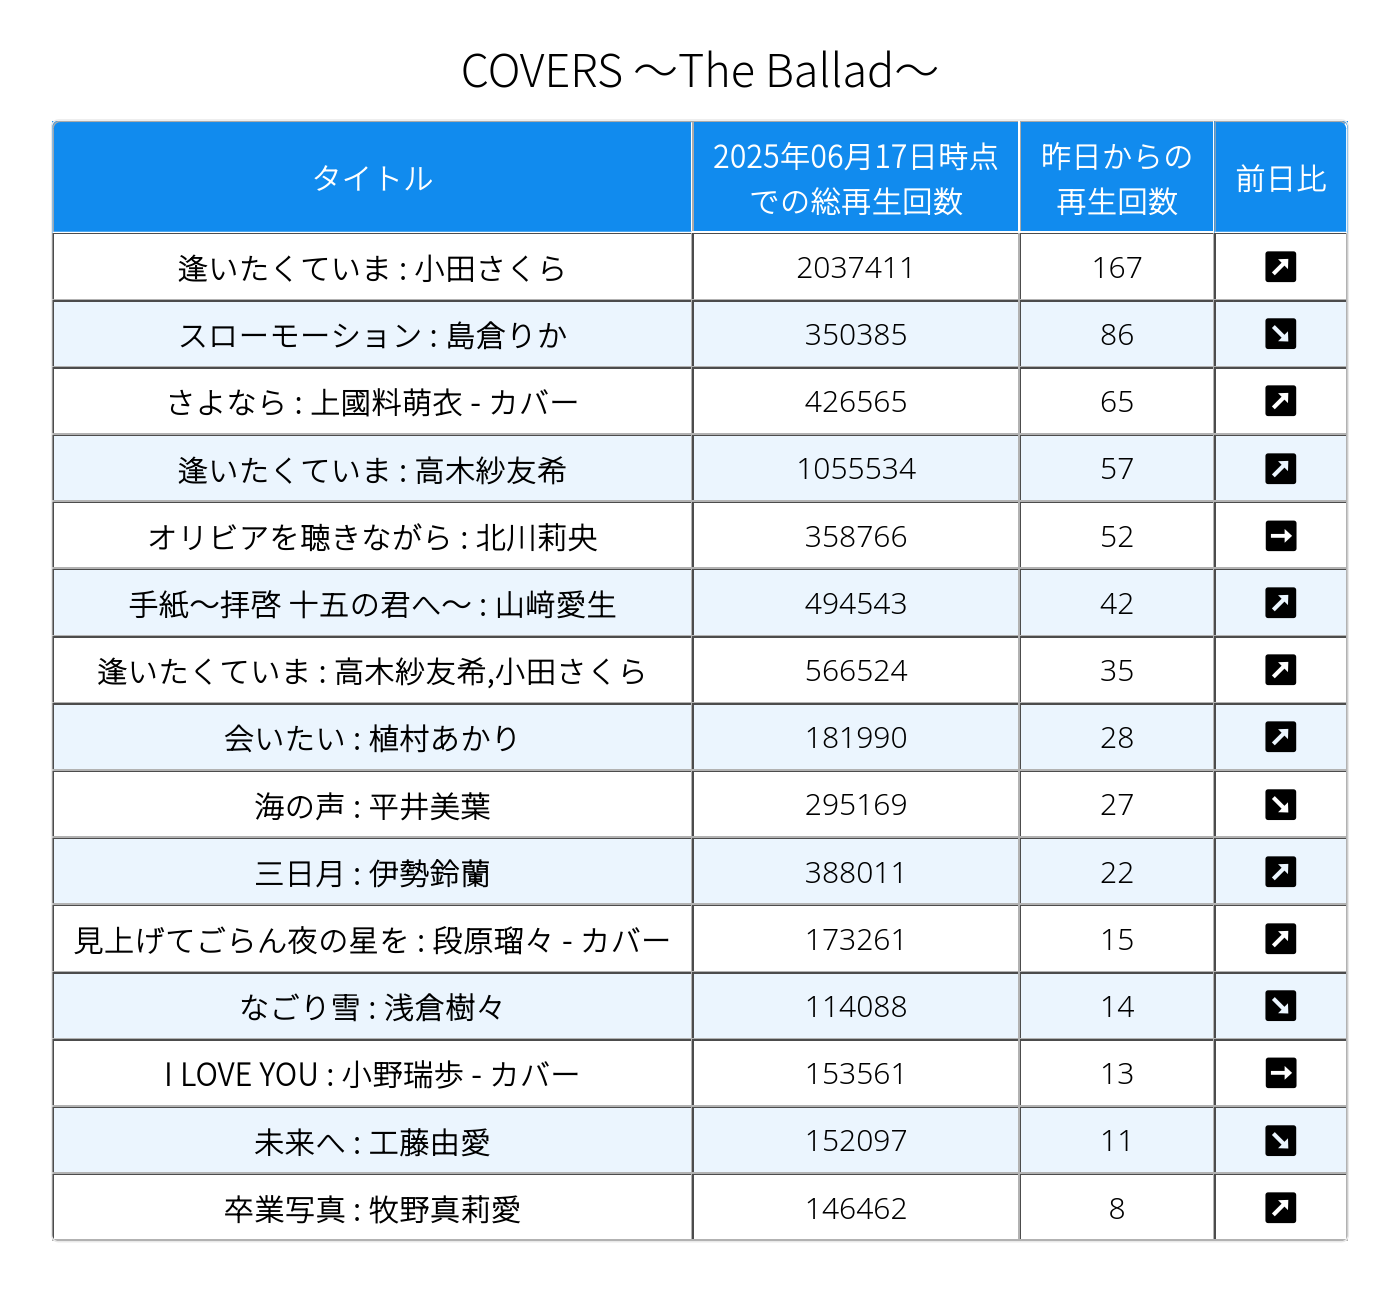 COVERS ～The Ballad～
タイトル 2025年06月17日時点での総再生回数 昨日からの再生回数 前日比
逢いたくていま : 小田さくら 2037411 167 ↗
スローモーション : 島倉りか 350385 86 ↘
さよなら : 上國料萌衣 - カバー 426565 65 ↗
逢いたくていま : 高木紗友希 1055534 57 ↗
オリビアを聴きながら : 北川莉央 358766 52 →
手紙～拝啓 十五の君へ～ : 山﨑愛生 494543 42 ↗
逢いたくていま : 高木紗友希,小田さくら 566524 35 ↗
会いたい : 植村あかり 181990 28 ↗
海の声 : 平井美葉 295169 27 ↘
三日月 : 伊勢鈴蘭 388011 22 ↗
見上げてごらん夜の星を : 段原瑠々 - カバー 173261 15 ↗
なごり雪 : 浅倉樹々 114088 14 ↘
I LOVE YOU : 小野瑞歩 - カバー 153561 13 →
未来へ : 工藤由愛 152097 11 ↘
卒業写真 : 牧野真莉愛 146462 8 ↗